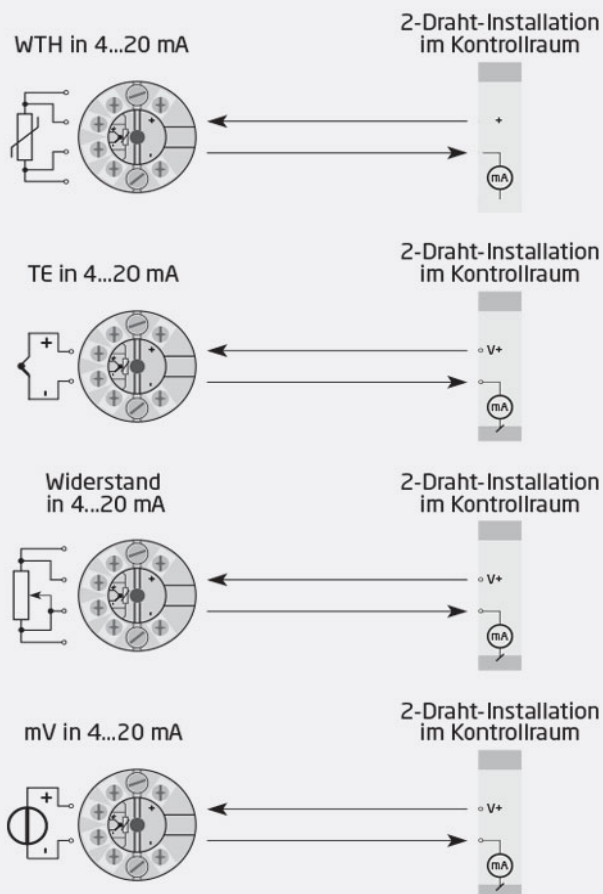 2-Draht-Installation
im Kontrollraum
WTH in 4...20 mA
+
-
+
mA
2-Draht-Installation
im Kontrollraum
TE in 4...20 mA
+
-
+
-
V+
mA
Widerstand
in 4...20 mA
2-Draht-Installation
im Kontrollraum
+
-
V+
mA
2-Draht-Installation
im Kontrollraum
mV in 4...20 mA
+
-
+
-
V+
mA